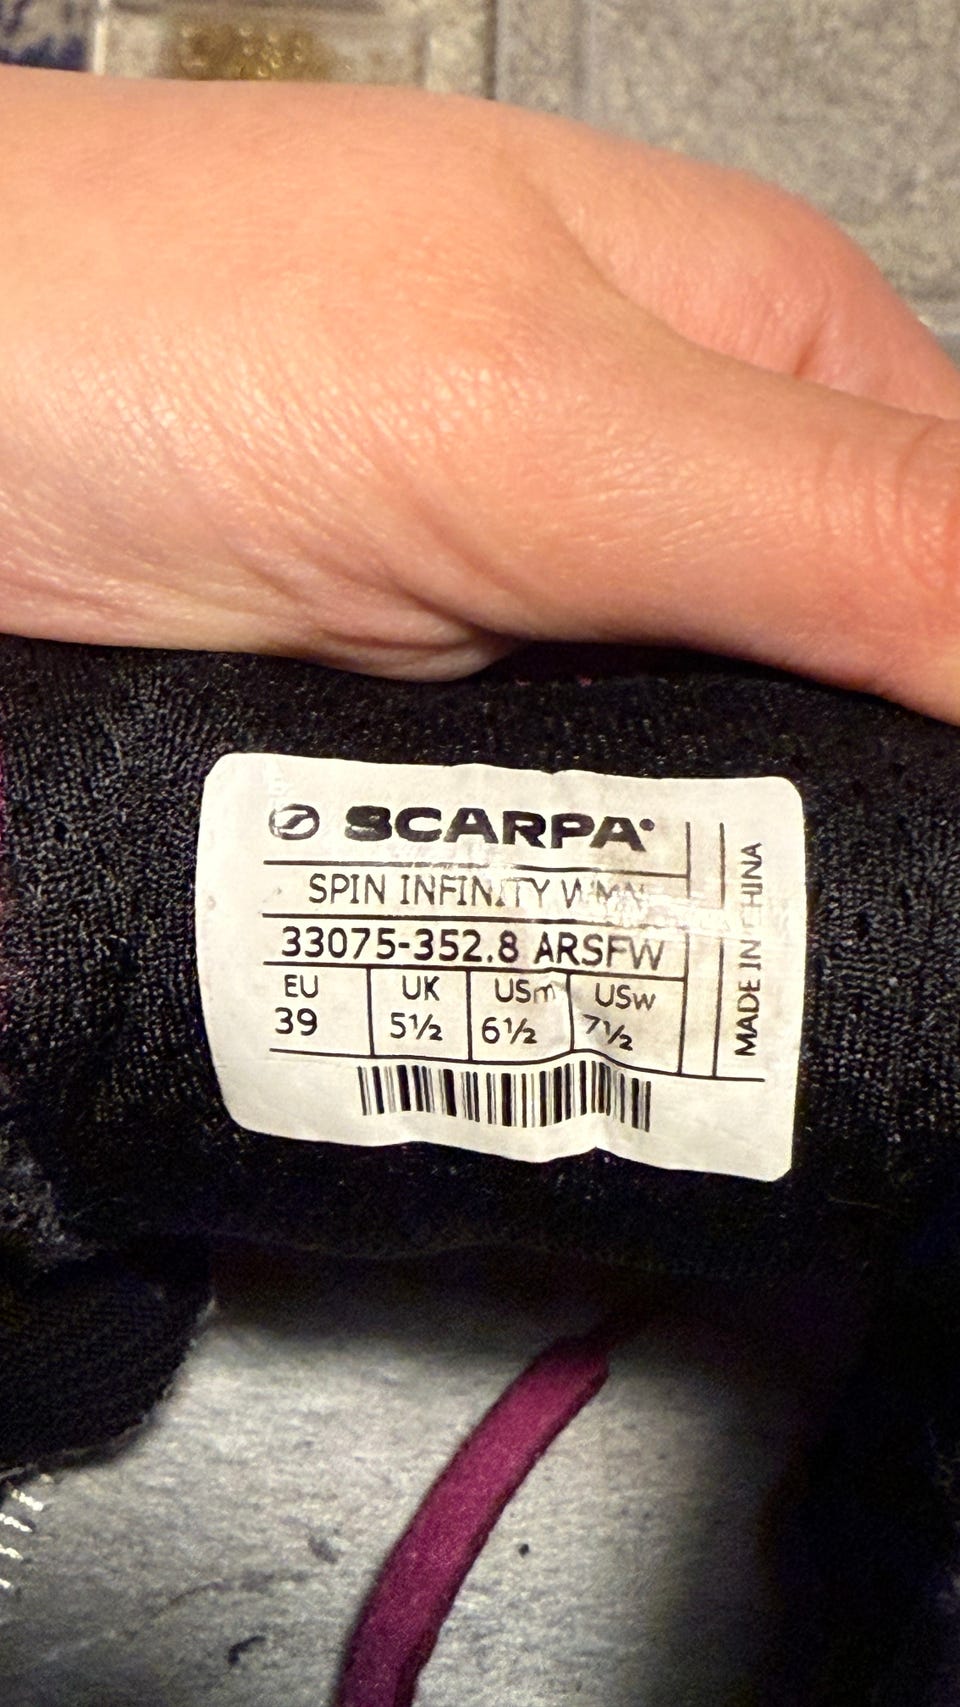 SCARPA
SPIN INFINITY WMN
33075-352.8 ARSFW
EU UK USm USw
39 5½ 6½ 7½
MADE IN CHINA